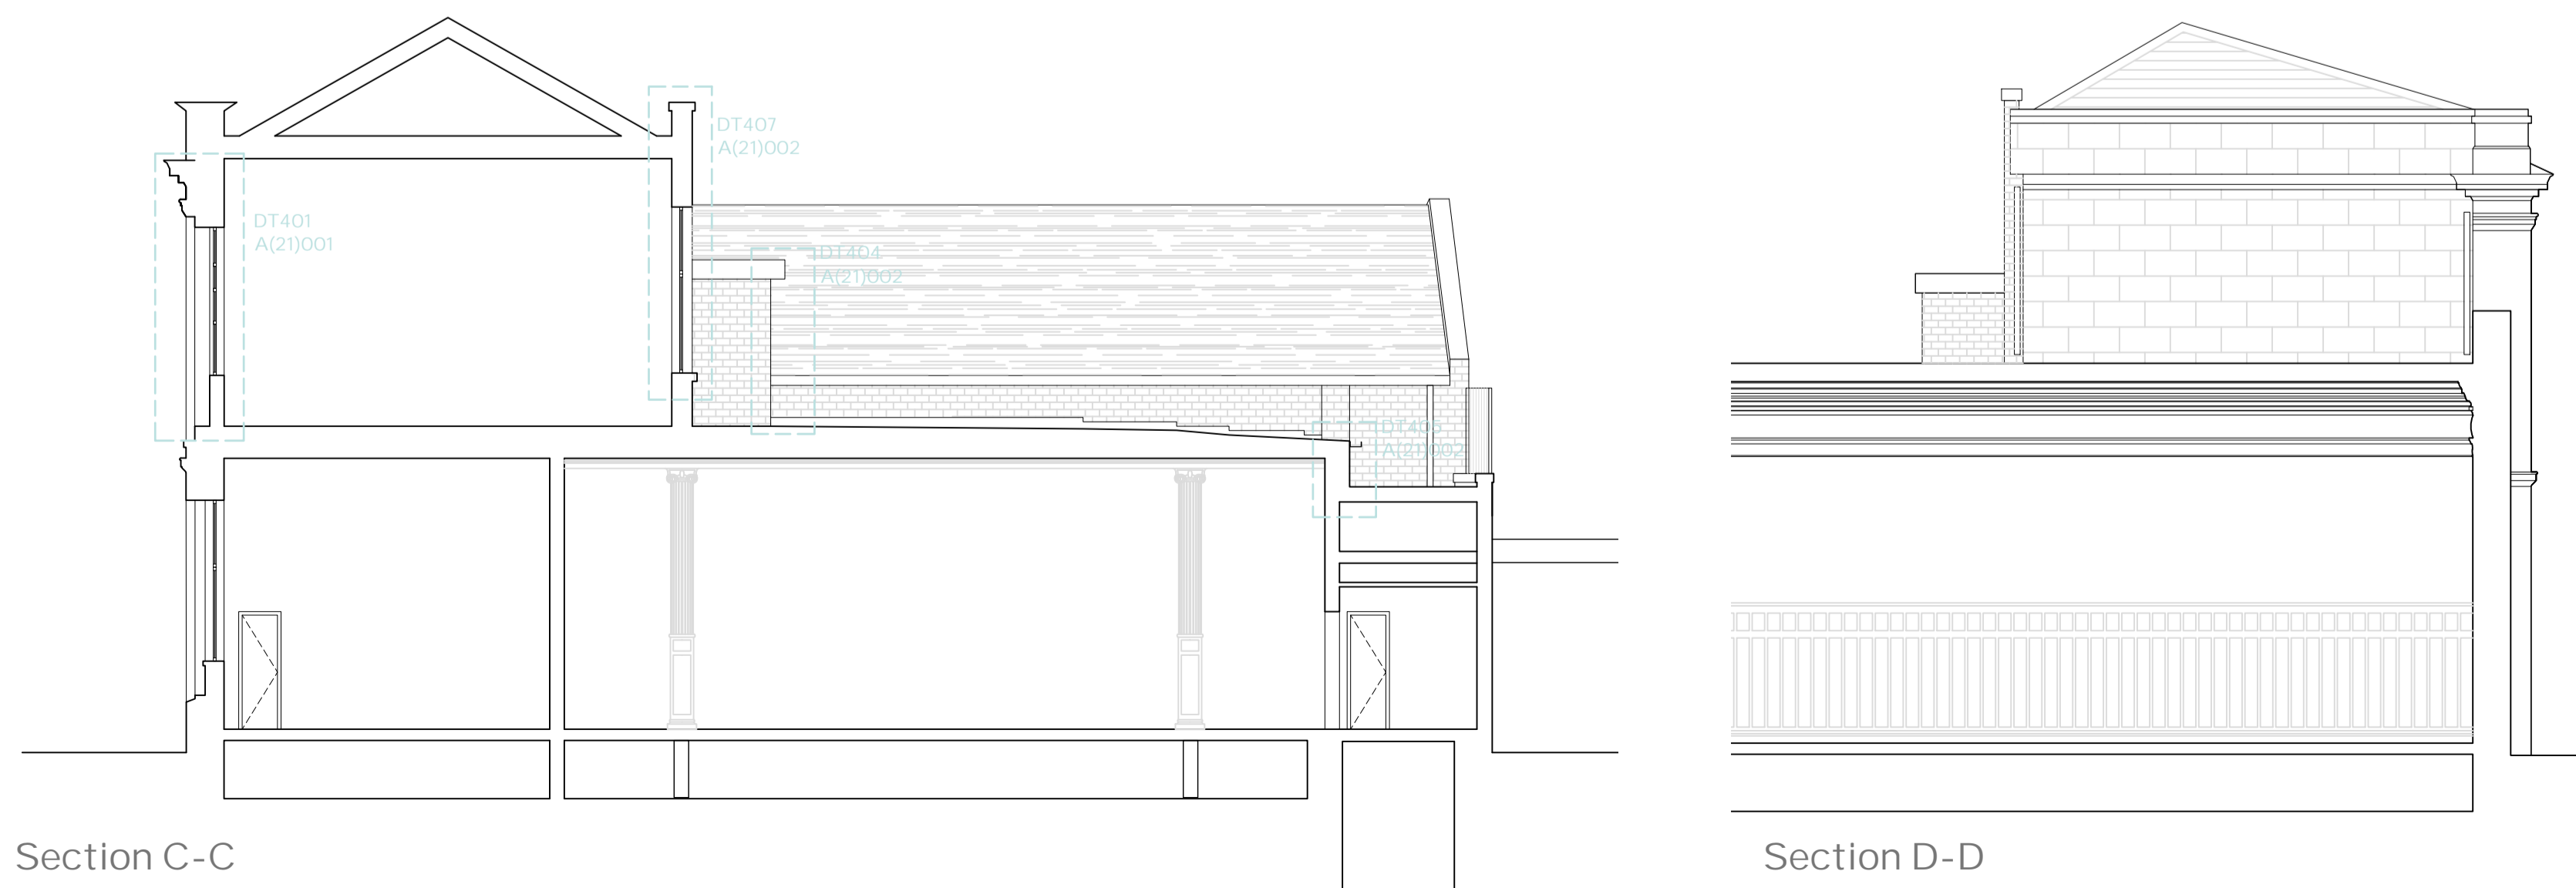 DT407
A(21)002
DT401
A(21)001
DT404
A(21)002
DT405
A(21)002
Section C-C
Section D-D